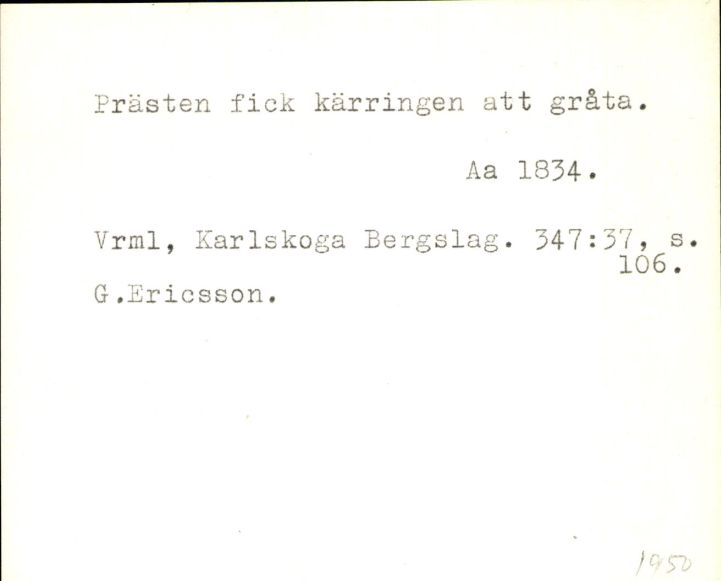 Prästen fick kärringen att gråta.
Aa 1834.
Vrml, Karlskoga Bergslag. 347:37, s.
106.
G.Ericsson.
1950